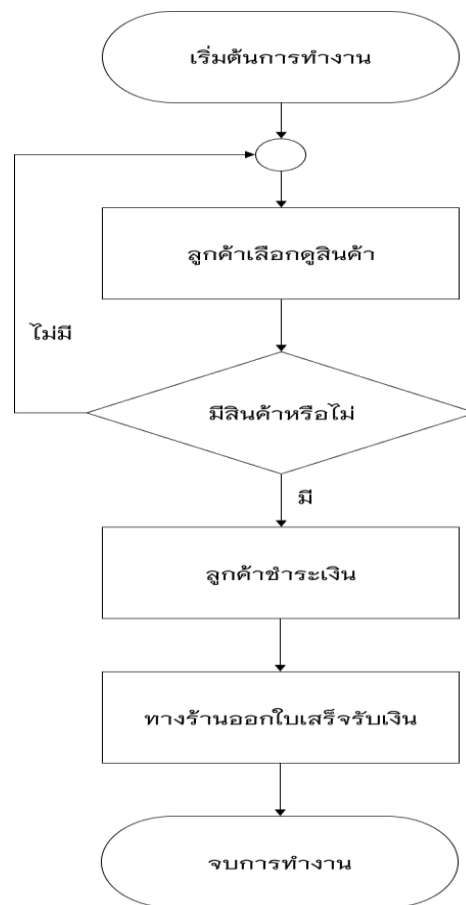 เริ่มต้นการทำงาน
ลูกค้าเลือกดูสินค้า
ไม่มี
มีสินค้าหรือไม่
มี
ลูกค้าชำระเงิน
ทางร้านออกใบเสร็จรับเงิน
จบการทำงาน